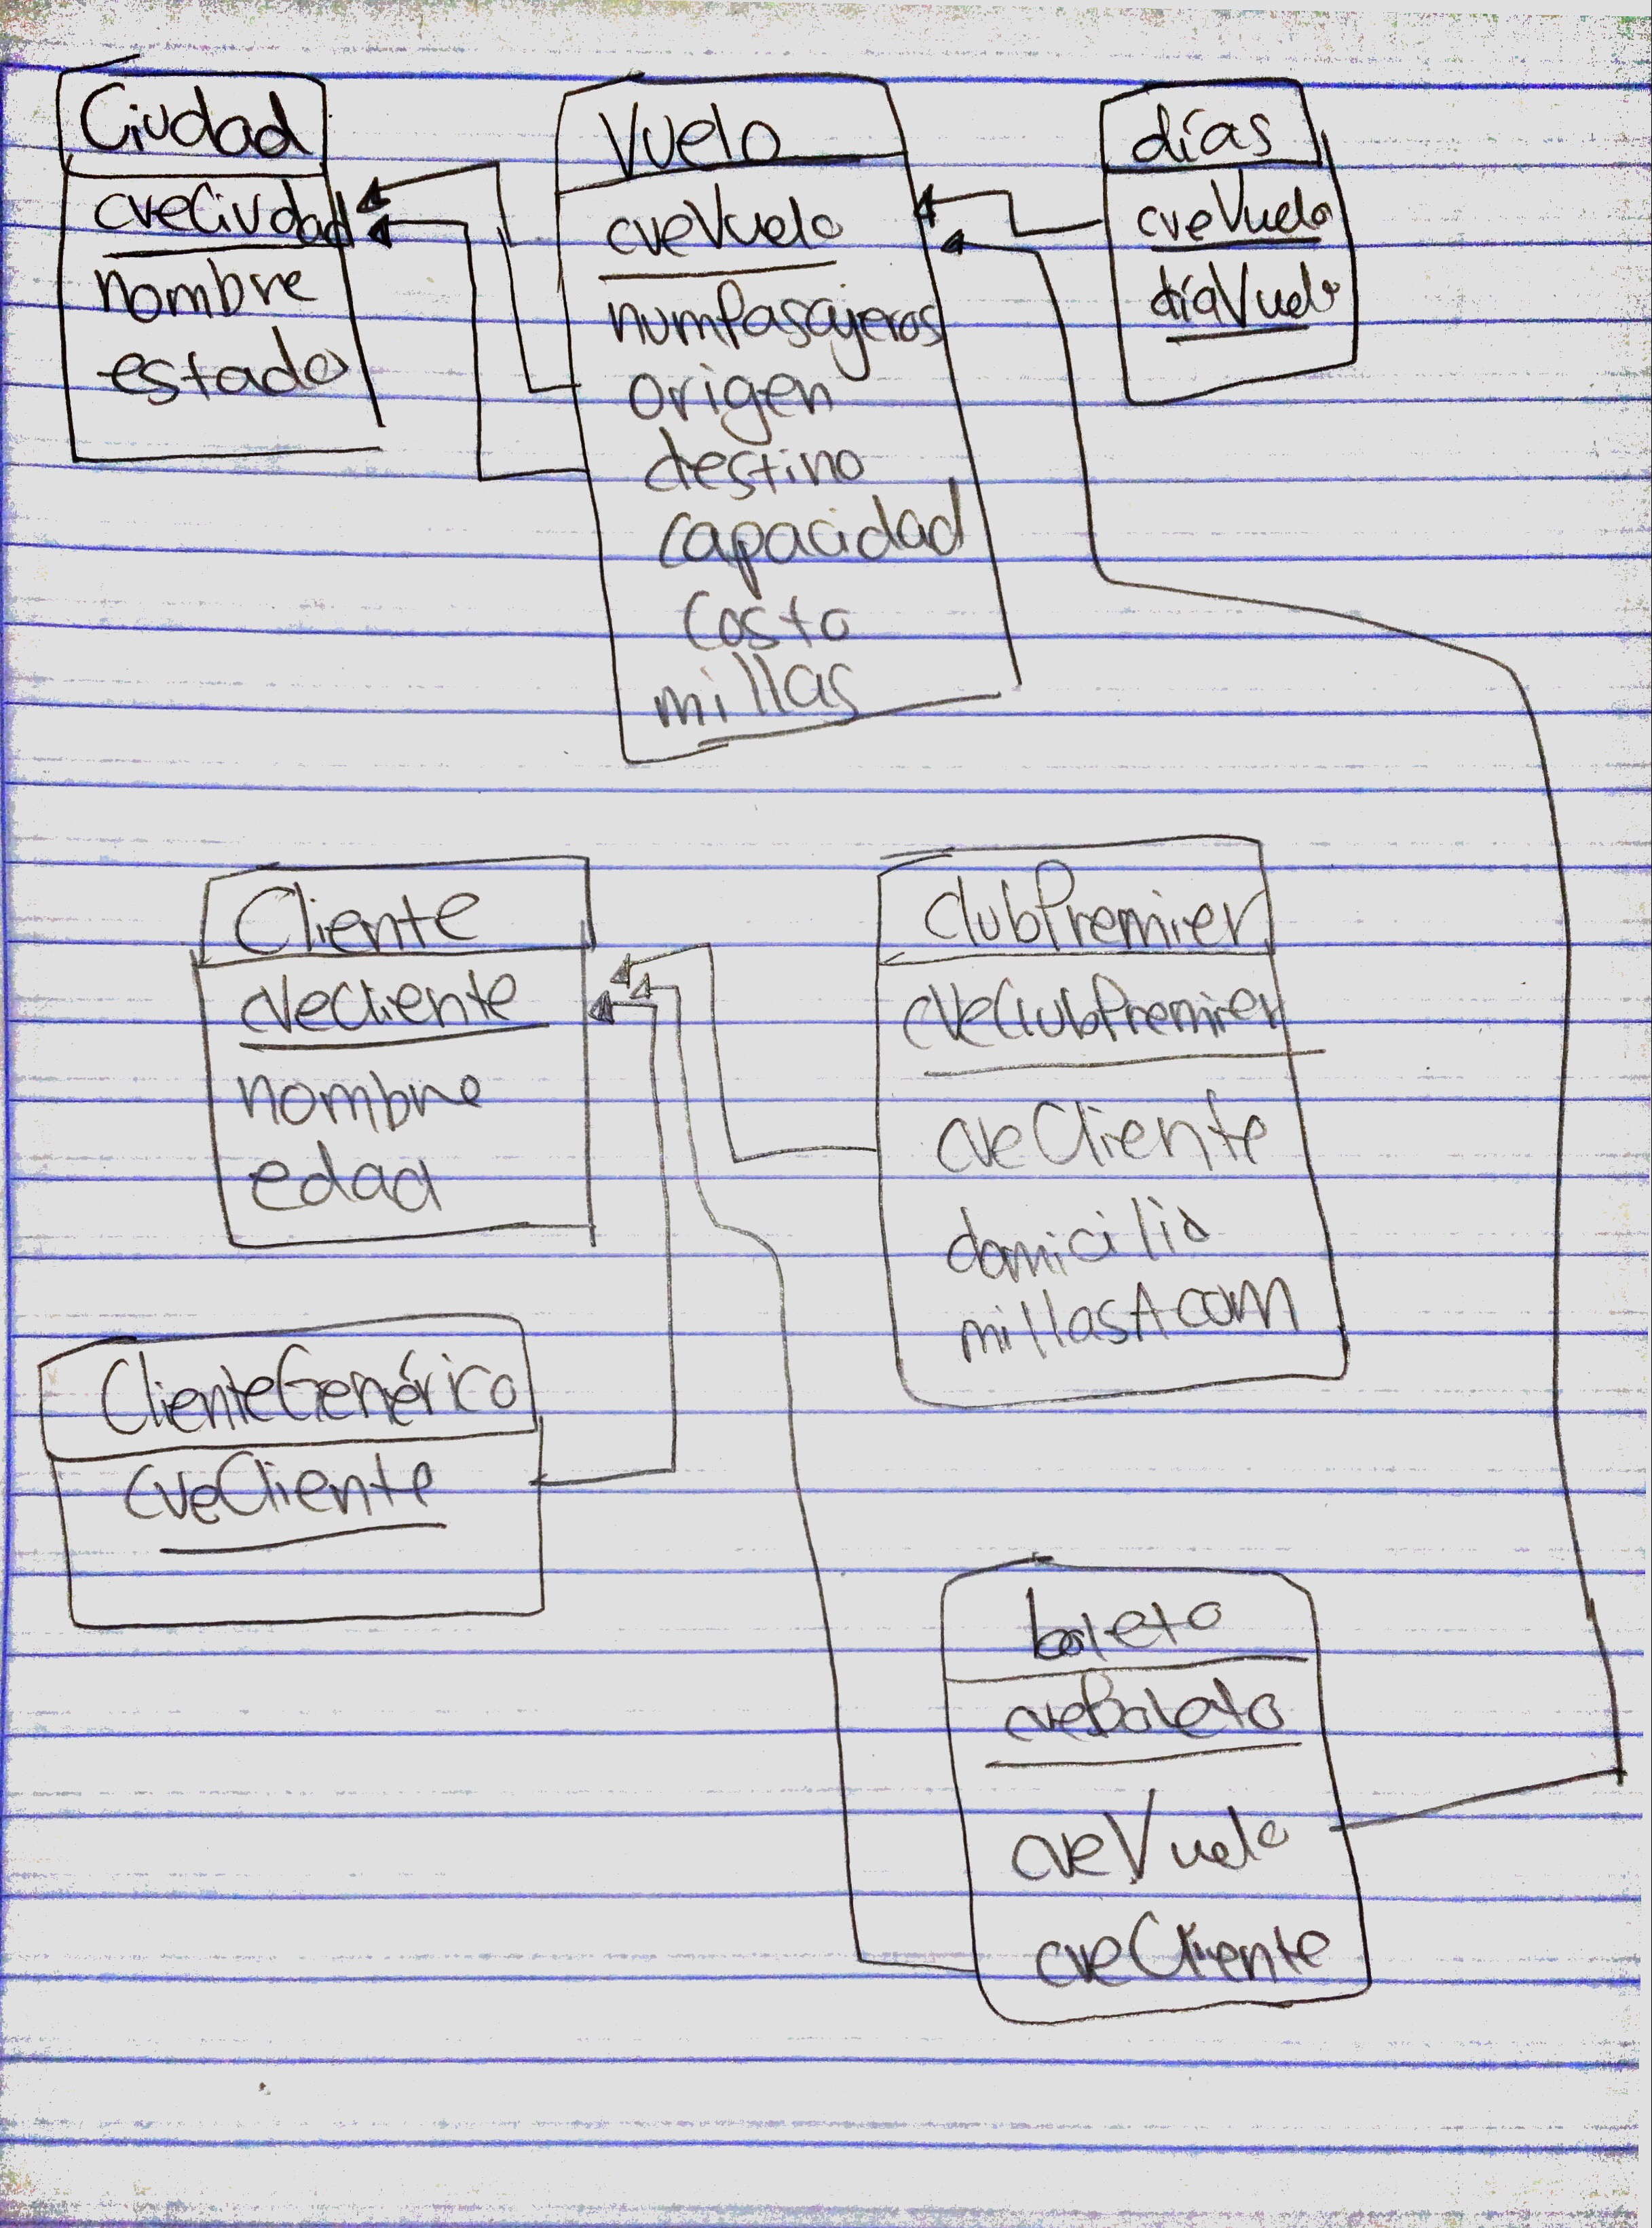 Ciudad
cveCiudad
nombre
estado
Vuelo
cveVuelo
numPasajeros
origen
destino
capacidad
costo
millas
días
cveVuelo
díaVuelo
Cliente
cveCliente
nombre
edad
ClubPremier
cveClubPremier
cveCliente
domicilio
millasAcom
ClienteGenérico
cveCliente
boleto
cveBoleto
cveVuelo
cveCliente